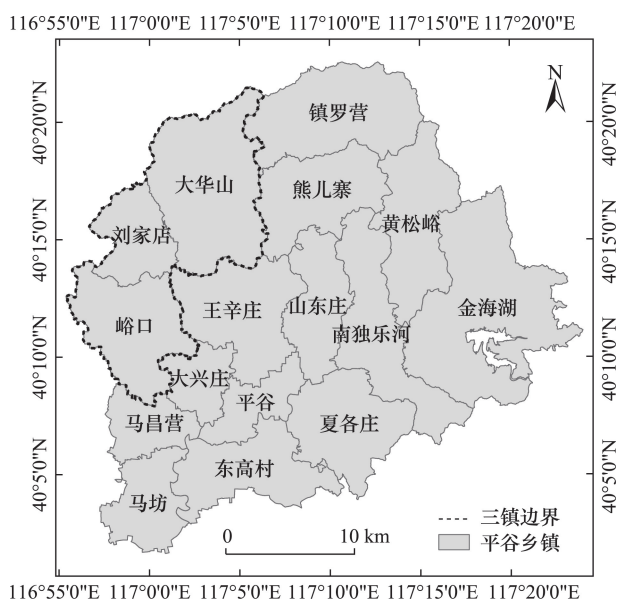 116°55'0"E 117°0'0"E 117°5'0"E 117°10'0"E 117°15'0"E 117°20'0"E
N
40°20'0"N
40°20'0"N
镇罗营
大华山
熊儿寨
黄松峪
刘家店
40°15'0"N
40°15'0"N
王辛庄
山东庄
金海湖
峪口
南独乐河
40°10'0"N
40°10'0"N
大兴庄
平谷
马昌营
夏各庄
东高村
40°5'0"N
40°5'0"N
马坊
三镇边界
0 10 km
平谷乡镇
116°55'0"E 117°0'0"E 117°5'0"E 117°10'0"E 117°15'0"E 117°20'0"E